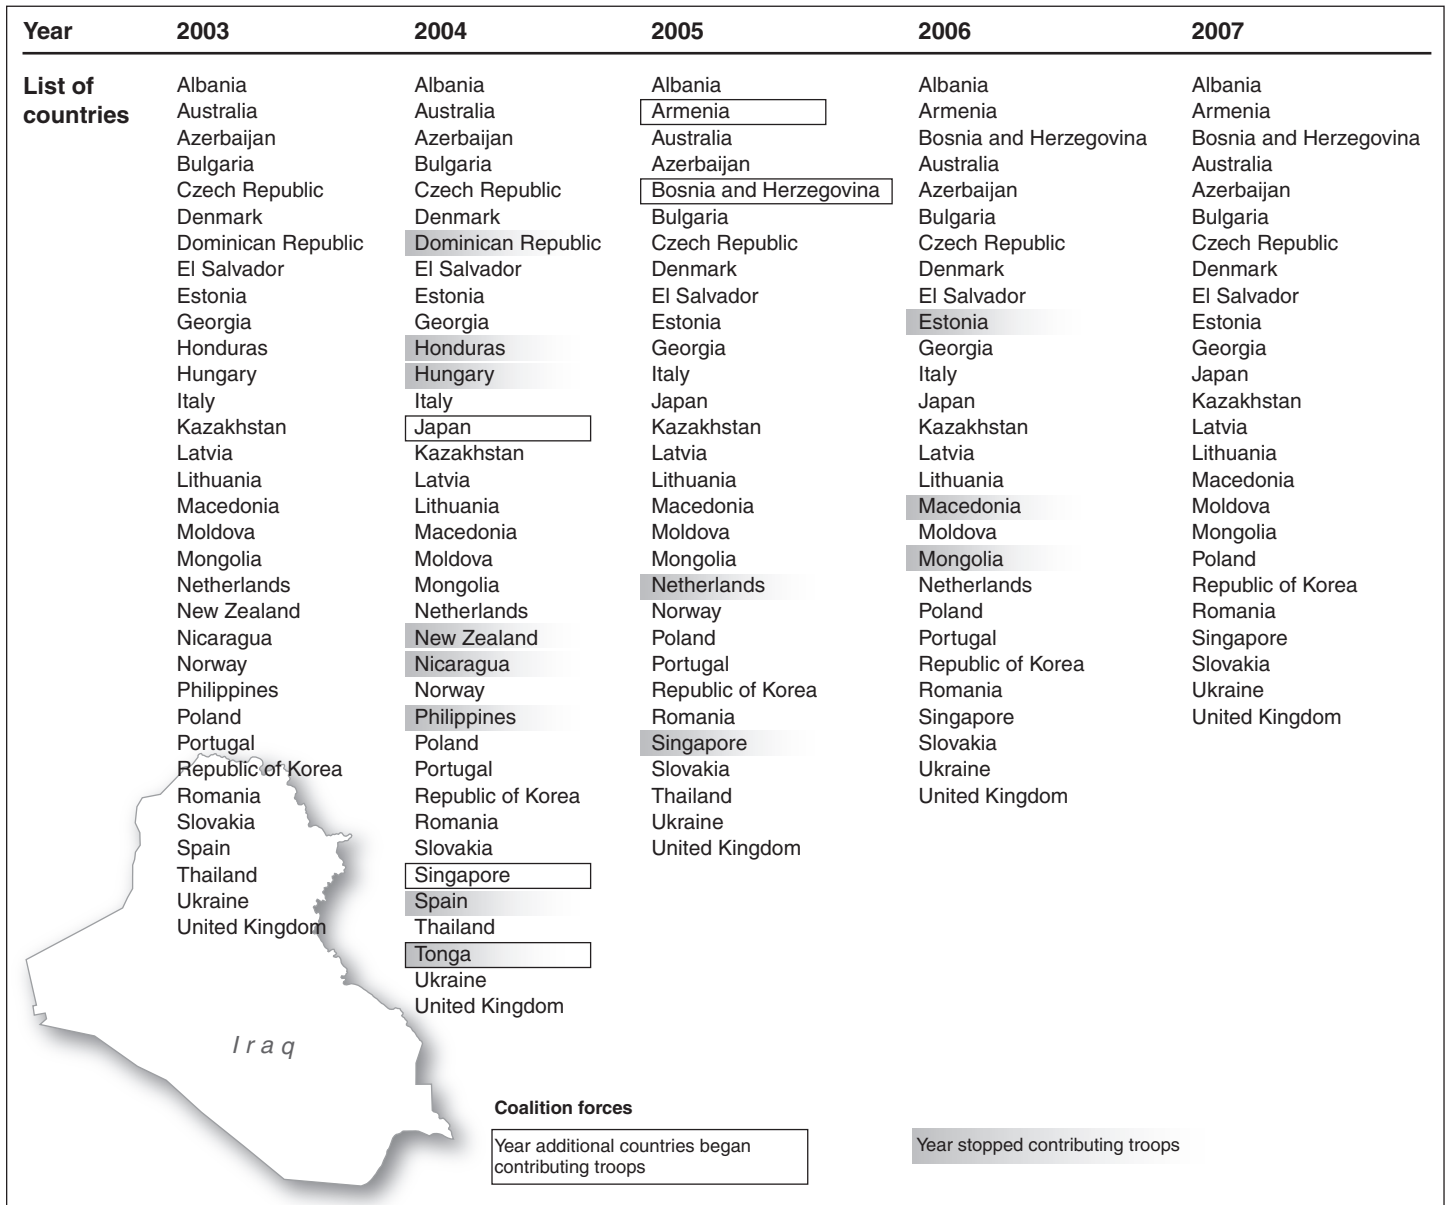 Year 2003 2004 2005 2006 2007
List of countries
Albania
Australia
Azerbaijan
Bulgaria
Czech Republic
Denmark
Dominican Republic
El Salvador
Estonia
Georgia
Honduras
Hungary
Italy
Kazakhstan
Latvia
Lithuania
Macedonia
Moldova
Mongolia
Netherlands
New Zealand
Nicaragua
Norway
Philippines
Poland
Portugal
Republic of Korea
Romania
Slovakia
Spain
Thailand
Ukraine
United Kingdom
Albania
Australia
Azerbaijan
Bulgaria
Czech Republic
Denmark
Dominican Republic
El Salvador
Estonia
Georgia
Honduras
Hungary
Italy
Japan
Kazakhstan
Latvia
Lithuania
Macedonia
Moldova
Mongolia
Netherlands
New Zealand
Nicaragua
Norway
Philippines
Poland
Portugal
Republic of Korea
Romania
Slovakia
Singapore
Spain
Thailand
Tonga
Ukraine
United Kingdom
Albania
Armenia
Australia
Azerbaijan
Bosnia and Herzegovina
Bulgaria
Czech Republic
Denmark
El Salvador
Estonia
Georgia
Italy
Japan
Kazakhstan
Latvia
Lithuania
Macedonia
Moldova
Mongolia
Netherlands
Norway
Poland
Portugal
Republic of Korea
Romania
Singapore
Slovakia
Thailand
Ukraine
United Kingdom
Albania
Armenia
Bosnia and Herzegovina
Australia
Azerbaijan
Bulgaria
Czech Republic
Denmark
El Salvador
Estonia
Georgia
Italy
Japan
Kazakhstan
Latvia
Lithuania
Macedonia
Moldova
Mongolia
Netherlands
Poland
Portugal
Republic of Korea
Romania
Singapore
Slovakia
Ukraine
United Kingdom
Albania
Armenia
Bosnia and Herzegovina
Australia
Azerbaijan
Bulgaria
Czech Republic
Denmark
El Salvador
Estonia
Georgia
Japan
Kazakhstan
Latvia
Lithuania
Macedonia
Moldova
Mongolia
Poland
Republic of Korea
Romania
Singapore
Slovakia
Ukraine
United Kingdom
Iraq
Coalition forces
Year additional countries began
contributing troops
Year stopped contributing troops